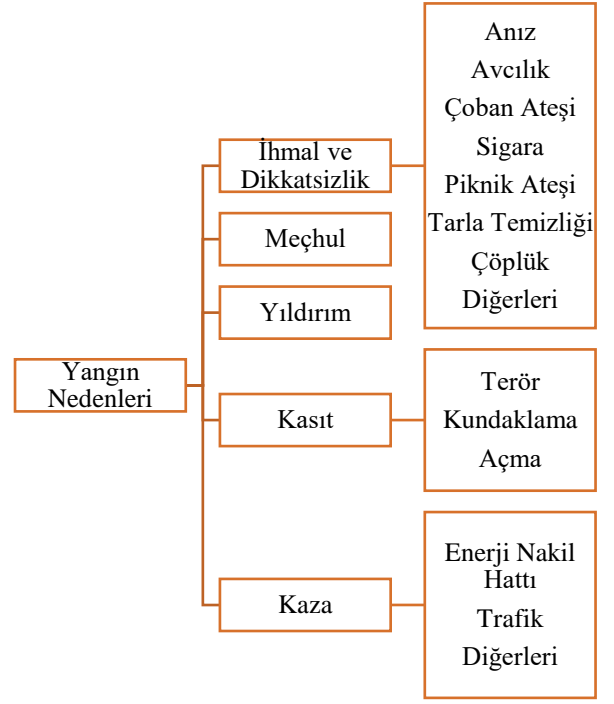 Yangın
Nedenleri
İhmal ve
Dikkatsizlik
Anız
Avcılık
Çoban Ateşi
Sigara
Piknik Ateşi
Tarla Temizliği
Çöplük
Diğerleri
Meçhul
Yıldırım
Kasıt
Terör
Kundaklama
Açma
Kaza
Enerji Nakil
Hattı
Trafik
Diğerleri